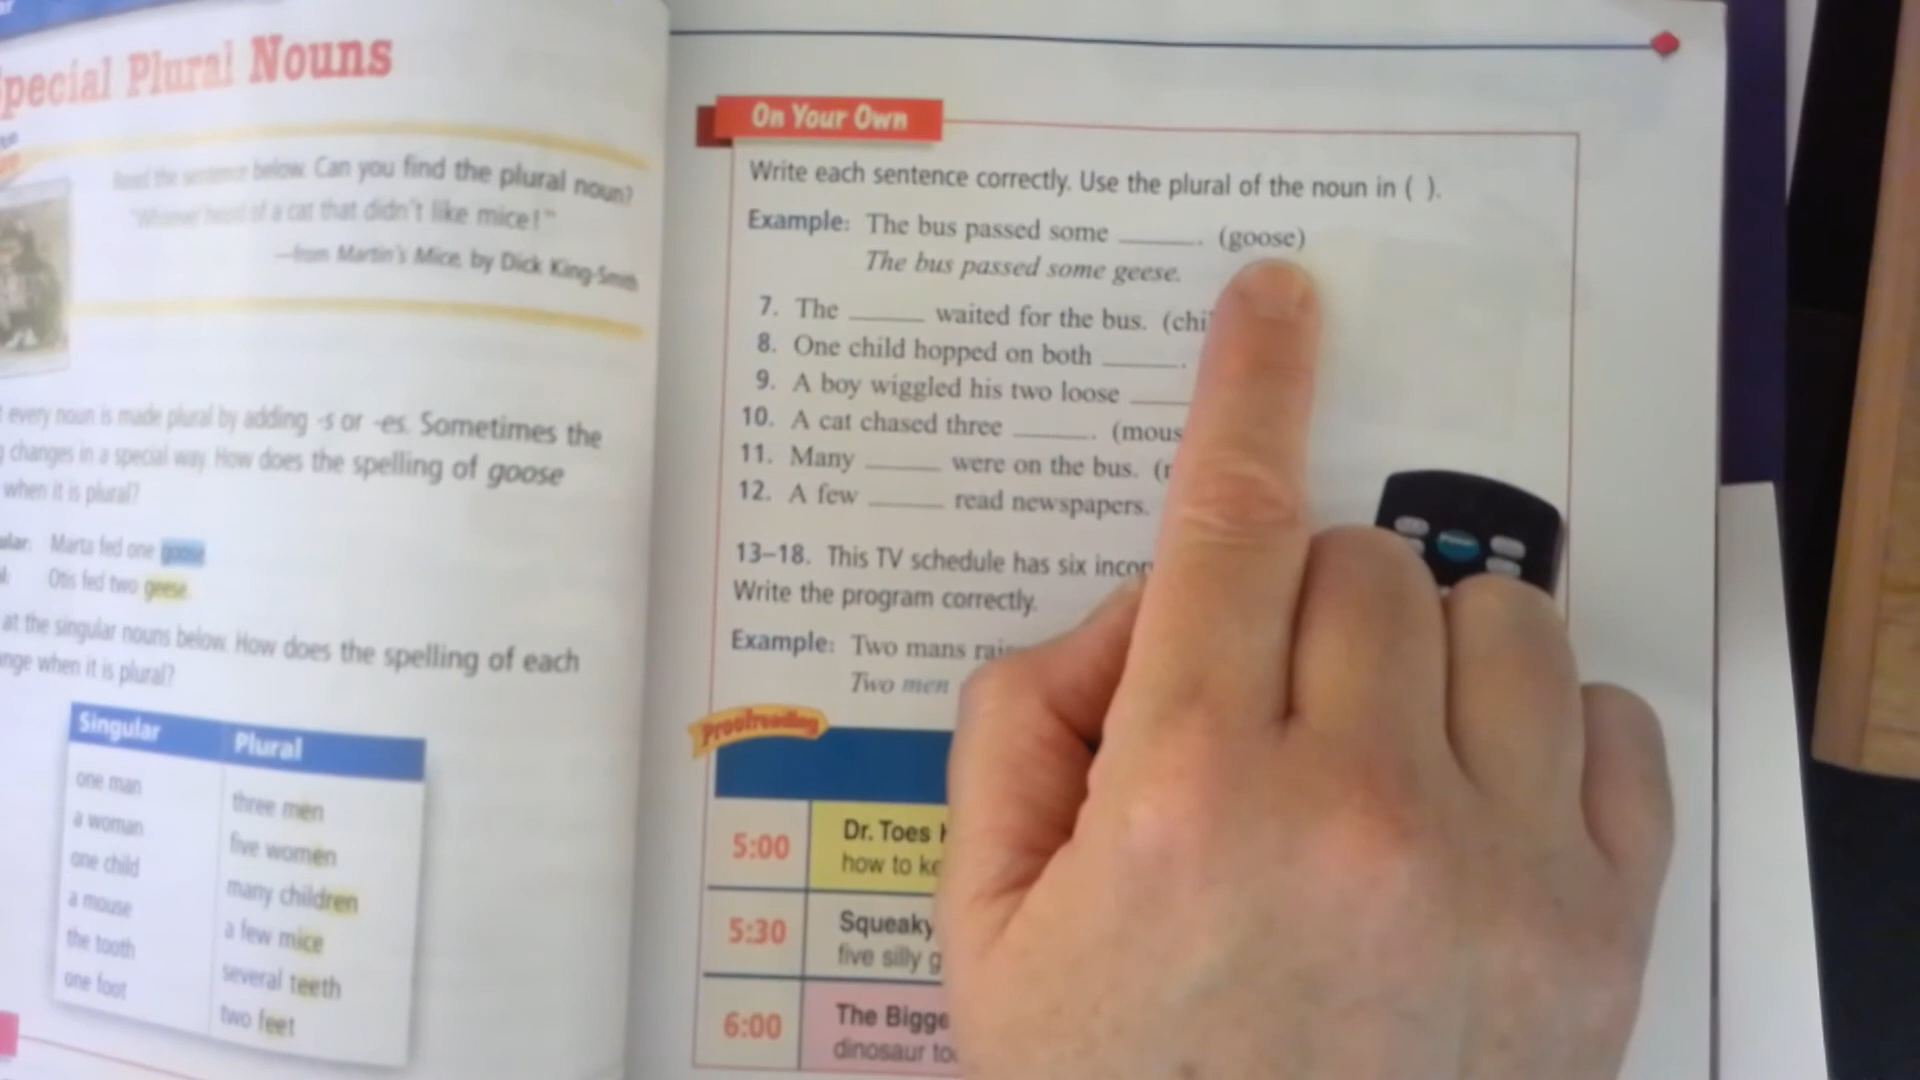 Special Plural Nouns
Read the sentence below. Can you find the plural noun?
"Whoever heard of a cat that didn't like mice!"
—from Martin's Mice, by Dick King-Smith
every noun is made plural by adding -s or -es. Sometimes the
changes in a special way. How does the spelling of goose
when it is plural?
Marta fed one goose
Otis fed two geese.
at the singular nouns below. How does the spelling of each
when it is plural?
Singular Plural
one man three men
a woman five women
one child many children
a mouse a few mice
the tooth several teeth
one foot two feet
On Your Own
Write each sentence correctly. Use the plural of the noun in ( ).
Example: The bus passed some ______. (goose)
The bus passed some geese.
7. The ______ waited for the bus. (chi
8. One child hopped on both ______.
9. A boy wiggled his two loose ______
10. A cat chased three ______. (mous
11. Many ______ were on the bus.
12. A few ______ read newspapers.
13–18. This TV schedule has six incor
Write the program correctly.
Example: Two mans rais
Two men
Proofreading
5:00 Dr. Toes
how to ke
5:30 Squeaky
five silly g
6:00 The Bigge
dinosaur to